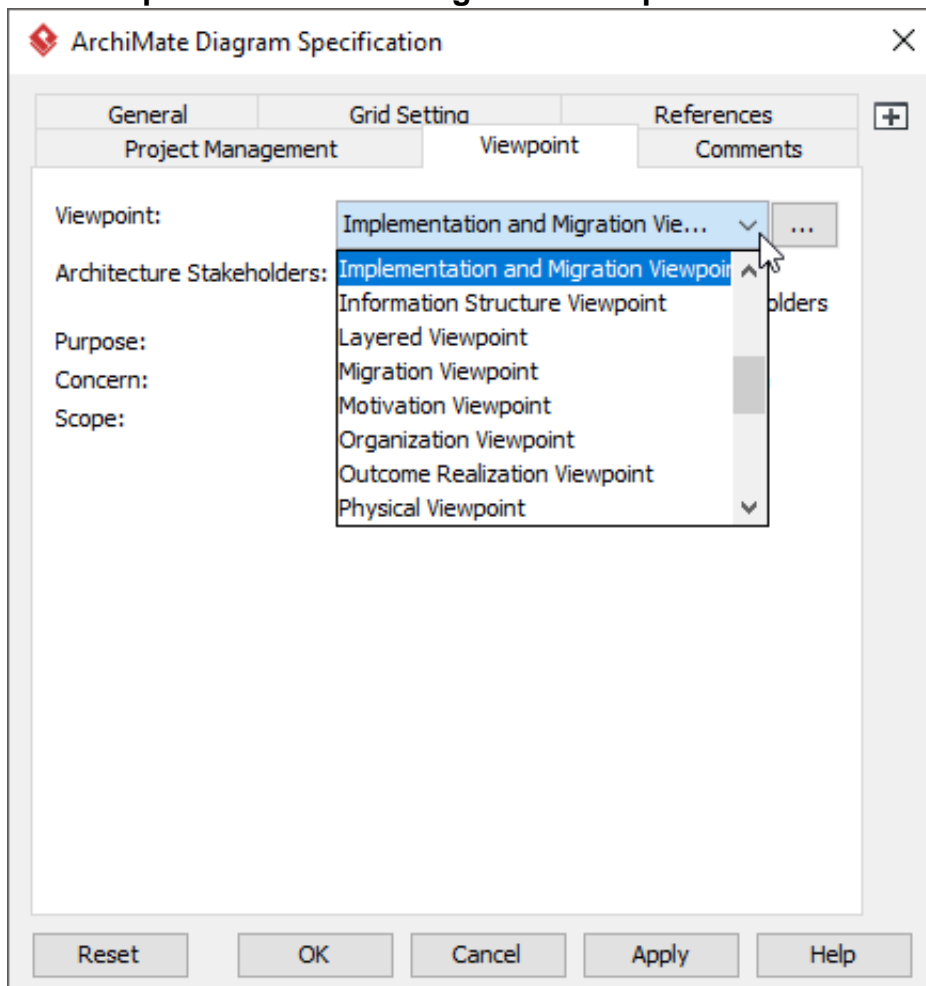 ArchiMate Diagram Specification
General Grid Setting References
Project Management Viewpoint Comments
Viewpoint: Implementation and Migration Vie... ...
Architecture Stakeholders: Implementation and Migration Viewpoin
Information Structure Viewpoint olders
Layered Viewpoint
Purpose:
Migration Viewpoint
Concern:
Motivation Viewpoint
Scope:
Organization Viewpoint
Outcome Realization Viewpoint
Physical Viewpoint
Reset OK Cancel Apply Help